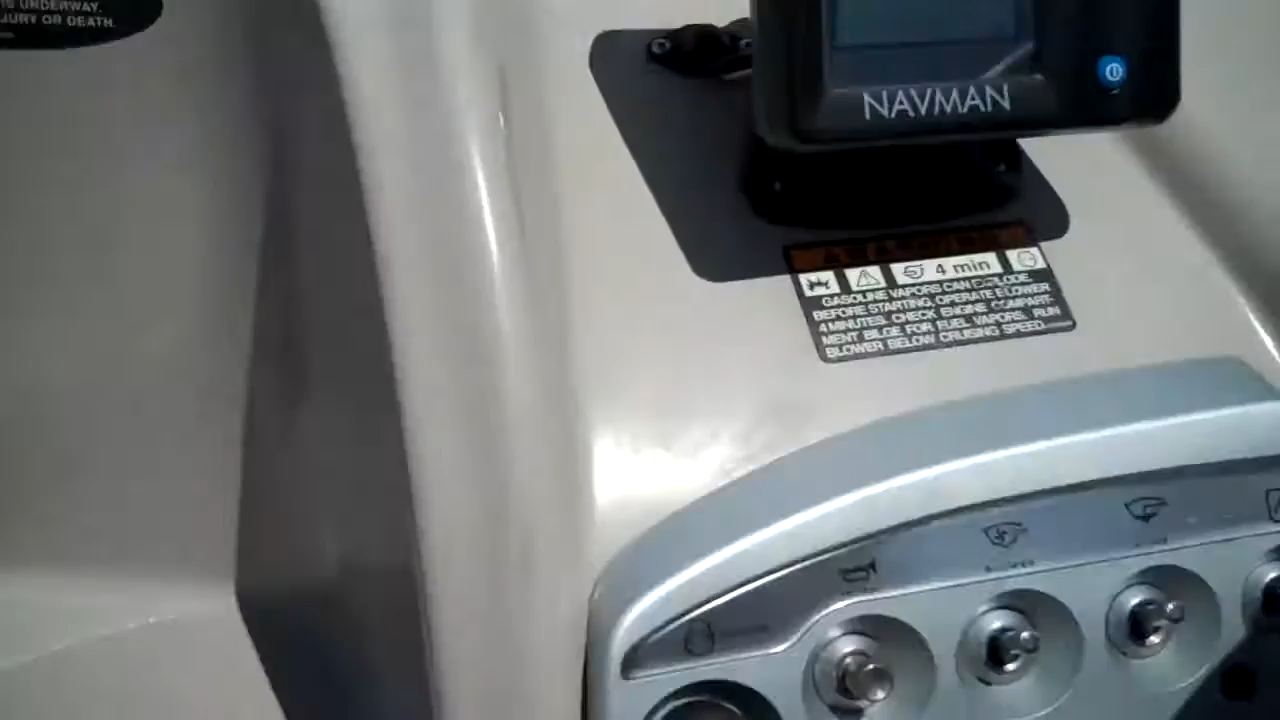 IS UNDERWAY.
JURY OR DEATH.
NAVMAN
4 min
GASOLINE VAPORS CAN EXPLODE.
BEFORE STARTING, OPERATE BLOWER
4 MINUTES. CHECK ENGINE COMPART-
MENT BILGE FOR FUEL VAPORS. RUN
BLOWER BELOW CRUISING SPEED.